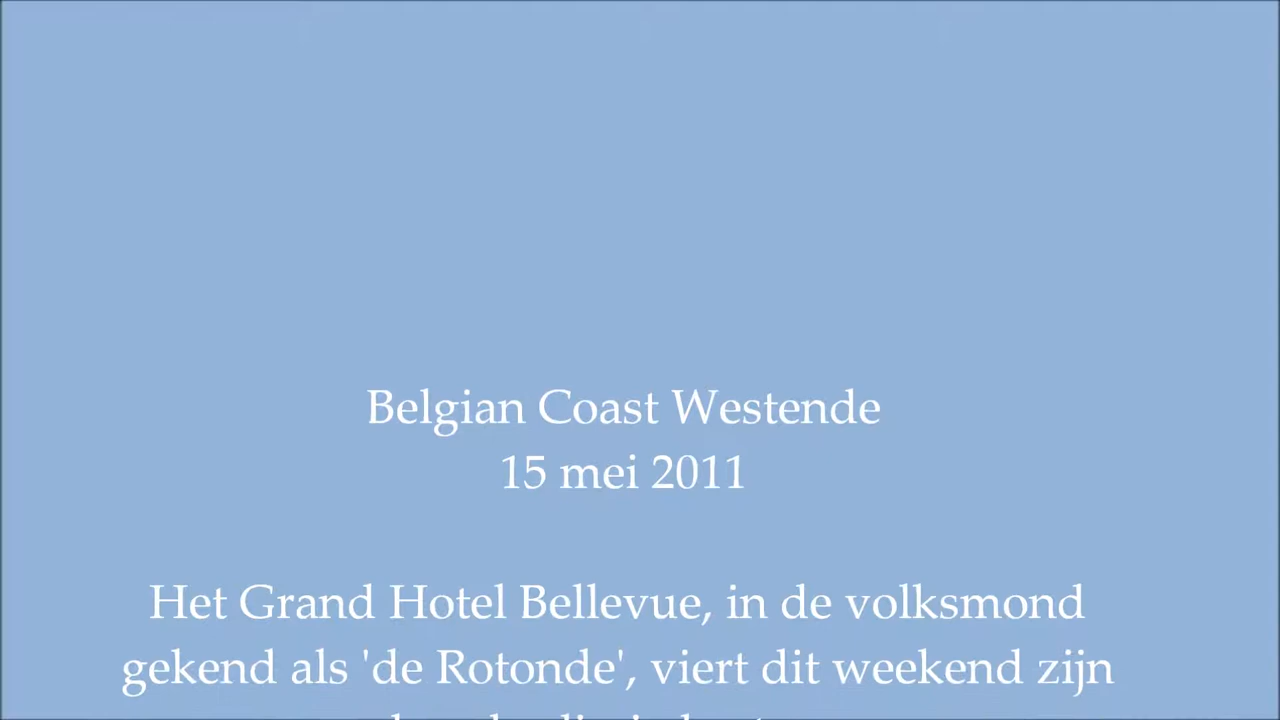 Belgian Coast Westende
15 mei 2011
Het Grand Hotel Bellevue, in de volksmond
gekend als 'de Rotonde', viert dit weekend zijn